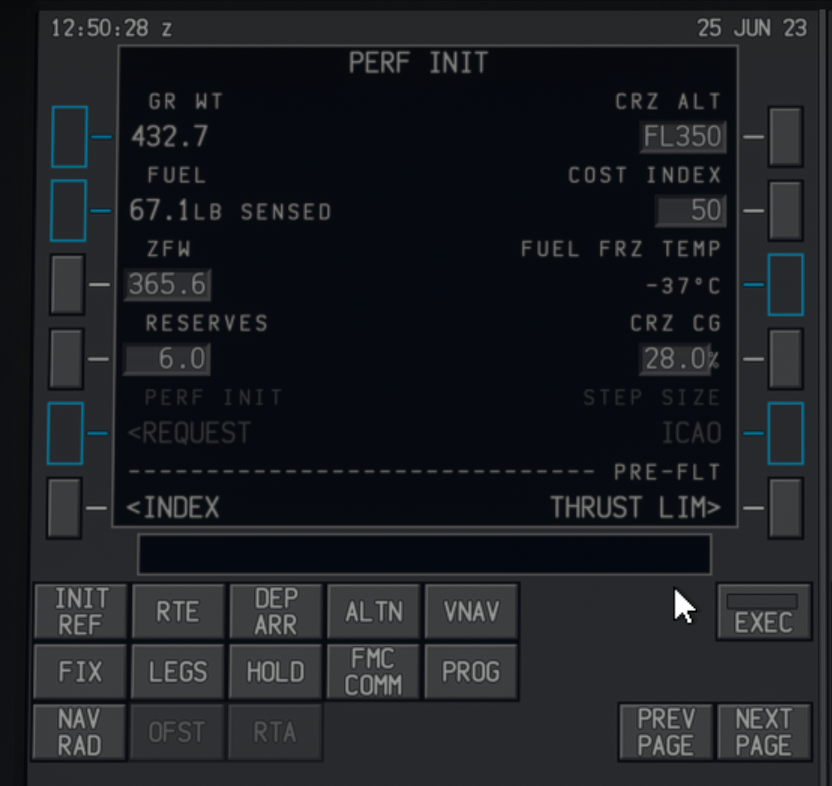 12:50:28 z 25 JUN 23
PERF INIT
GR WT CRZ ALT
432.7 FL350
FUEL COST INDEX
67.1LB SENSED 50
ZFW FUEL FRZ TEMP
365.6 -37°C
RESERVES CRZ CG
6.0 28.0%
PERF INIT STEP SIZE
<REQUEST ICAO
-------------------------------- PRE-FLT
<INDEX THRUST LIM>
INIT REF RTE DEP ARR ALTN VNAV EXEC
FIX LEGS HOLD FMC COMM PROG
NAV RAD OFST RTA PREV PAGE NEXT PAGE